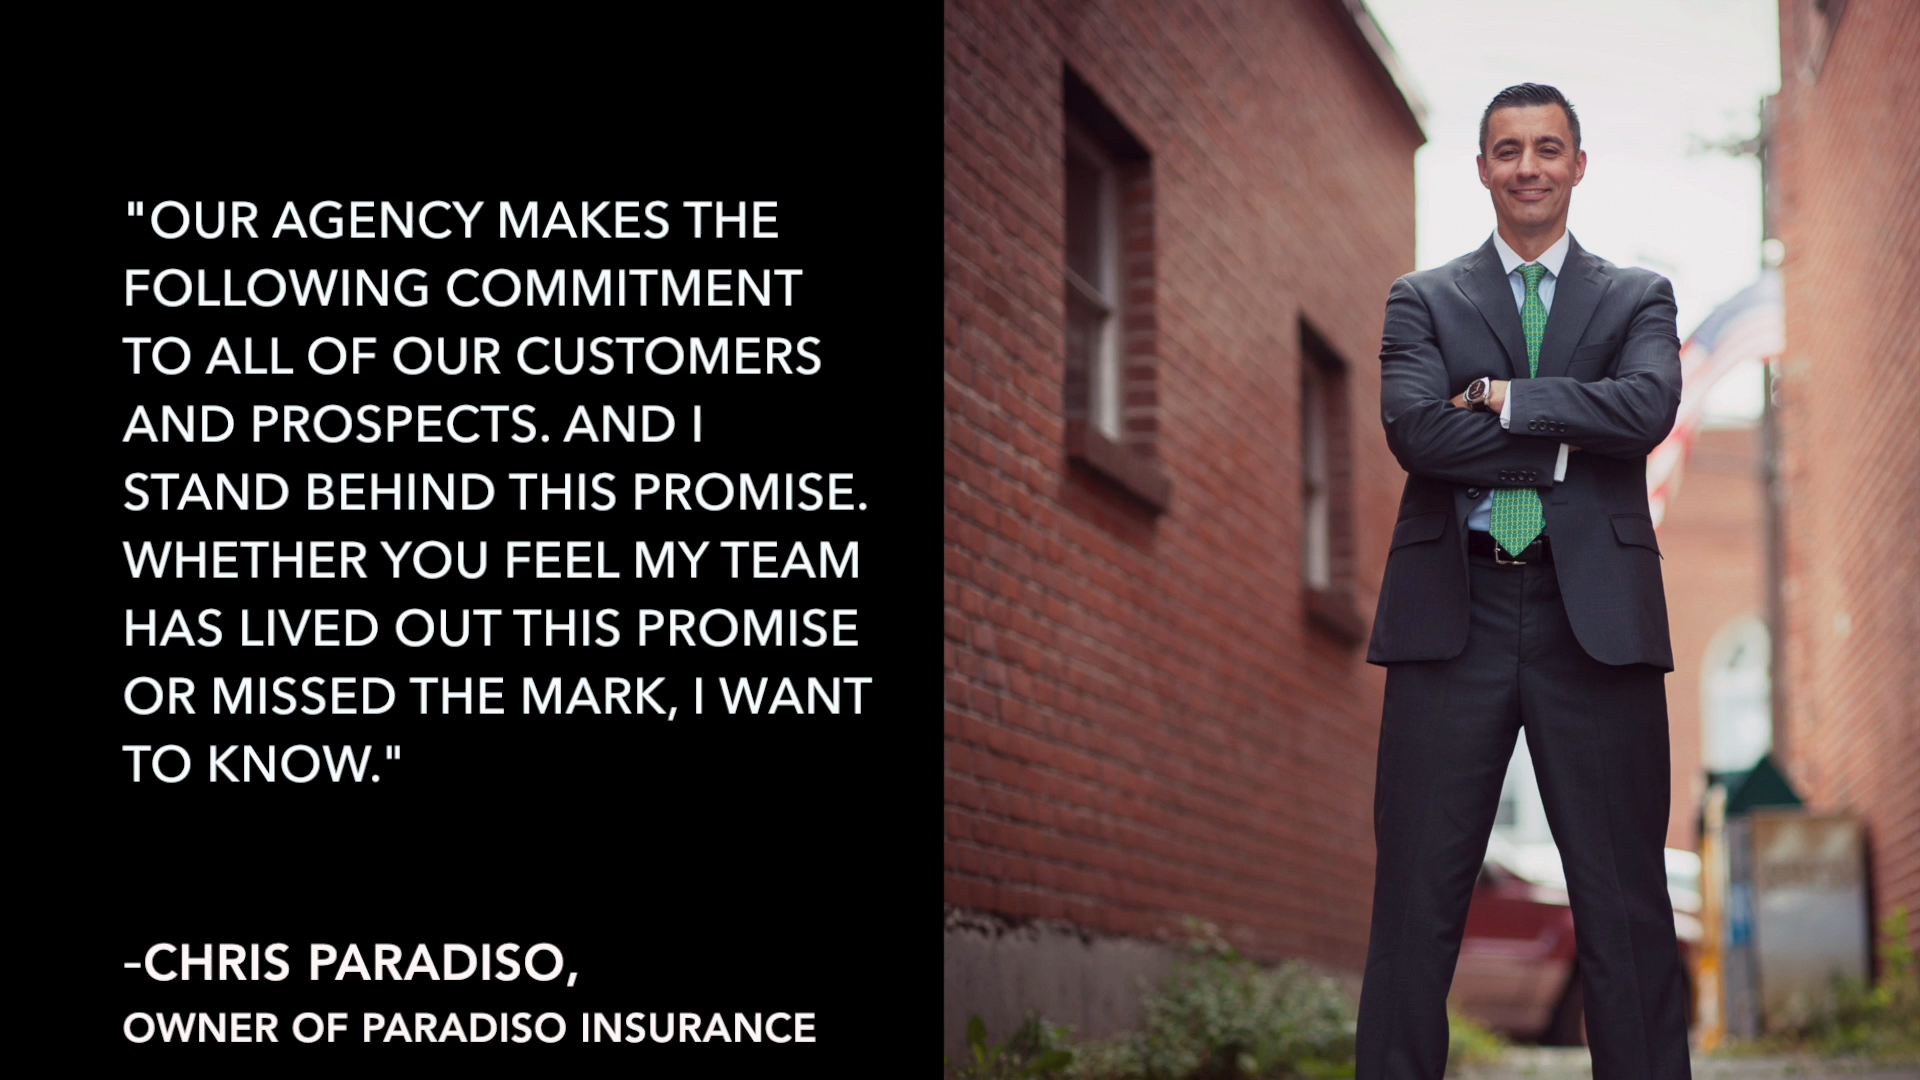 "OUR AGENCY MAKES THE
FOLLOWING COMMITMENT
TO ALL OF OUR CUSTOMERS
AND PROSPECTS. AND I
STAND BEHIND THIS PROMISE.
WHETHER YOU FEEL MY TEAM
HAS LIVED OUT THIS PROMISE
OR MISSED THE MARK, I WANT
TO KNOW."
-CHRIS PARADISO,
OWNER OF PARADISO INSURANCE